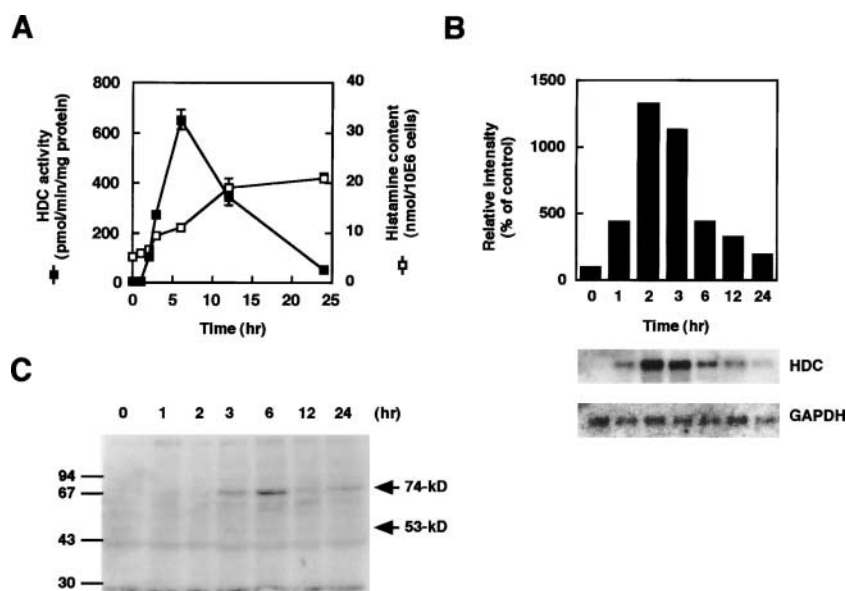 A
HDC activity
(pmol/min/mg protein)
800
600
400
200
0
40
30
20
10
0
Histamine content
(nmol/10E6 cells)
0 5 10 15 20 25
Time (hr)
B
Relative intensity
(% of control)
1500
1000
500
0
0 1 2 3 6 12 24
Time (hr)
HDC
GAPDH
C
0 1 2 3 6 12 24 (hr)
94
67
43
30
74-kD
53-kD